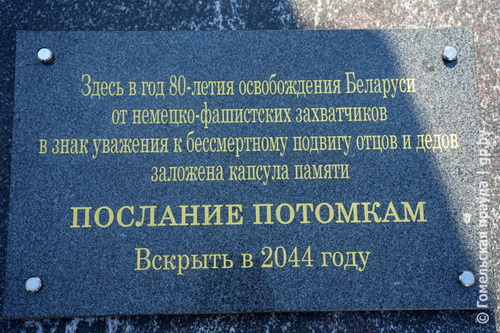 Здесь в год 80-летия освобождения Беларуси
от немецко-фашистских захватчиков
в знак уважения к бессмертному подвигу отцов и дедов
заложена капсула памяти
ПОСЛАНИЕ ПОТОМКАМ
Вскрыть в 2044 году
© Гомельская праўда | gp.by